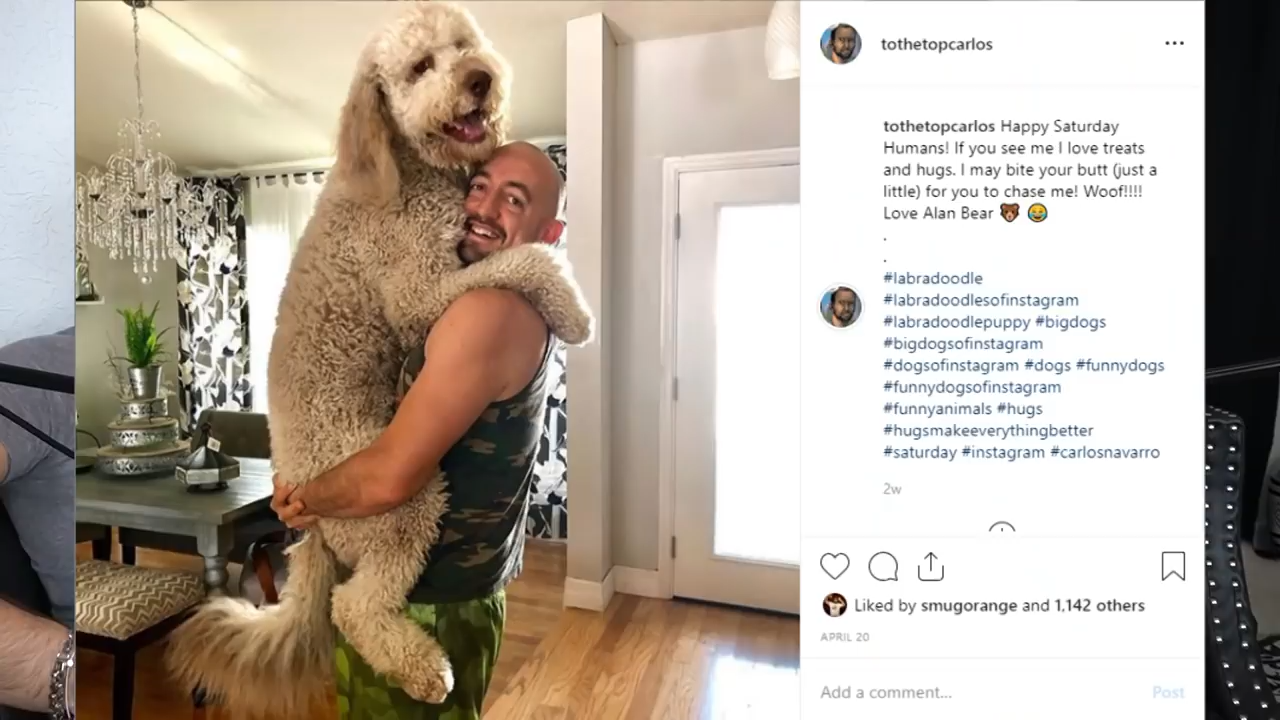 tothetopcarlos
tothetopcarlos Happy Saturday
Humans! If you see me I love treats
and hugs. I may bite your butt (just a
little) for you to chase me! Woof!!!!
Love Alan Bear 🐻 😂
.
.
#labradoodle
#labradoodlesofinstagram
#labradoodlepuppy #bigdogs
#bigdogsofinstagram
#dogsofinstagram #dogs #funnydogs
#funnydogsofinstagram
#funnyanimals #hugs
#hugsmakeeverythingbetter
#saturday #instagram #carlosnavarro
2w
Liked by smugorange and 1,142 others
APRIL 20
Add a comment...
Post